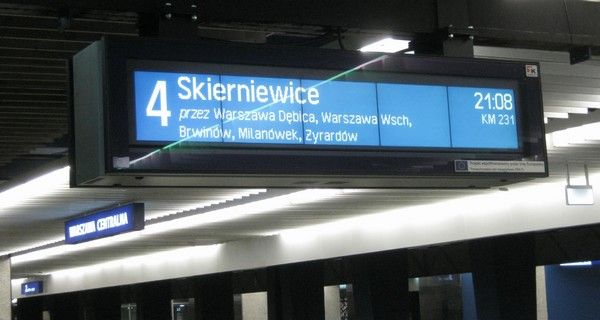 4 Skierniewice 21:08
przez Warszawa Dębica, Warszawa Wsch, KM 231
Brwinów, Milanówek, Żyrardów
WARSZAWA CENTRALNA